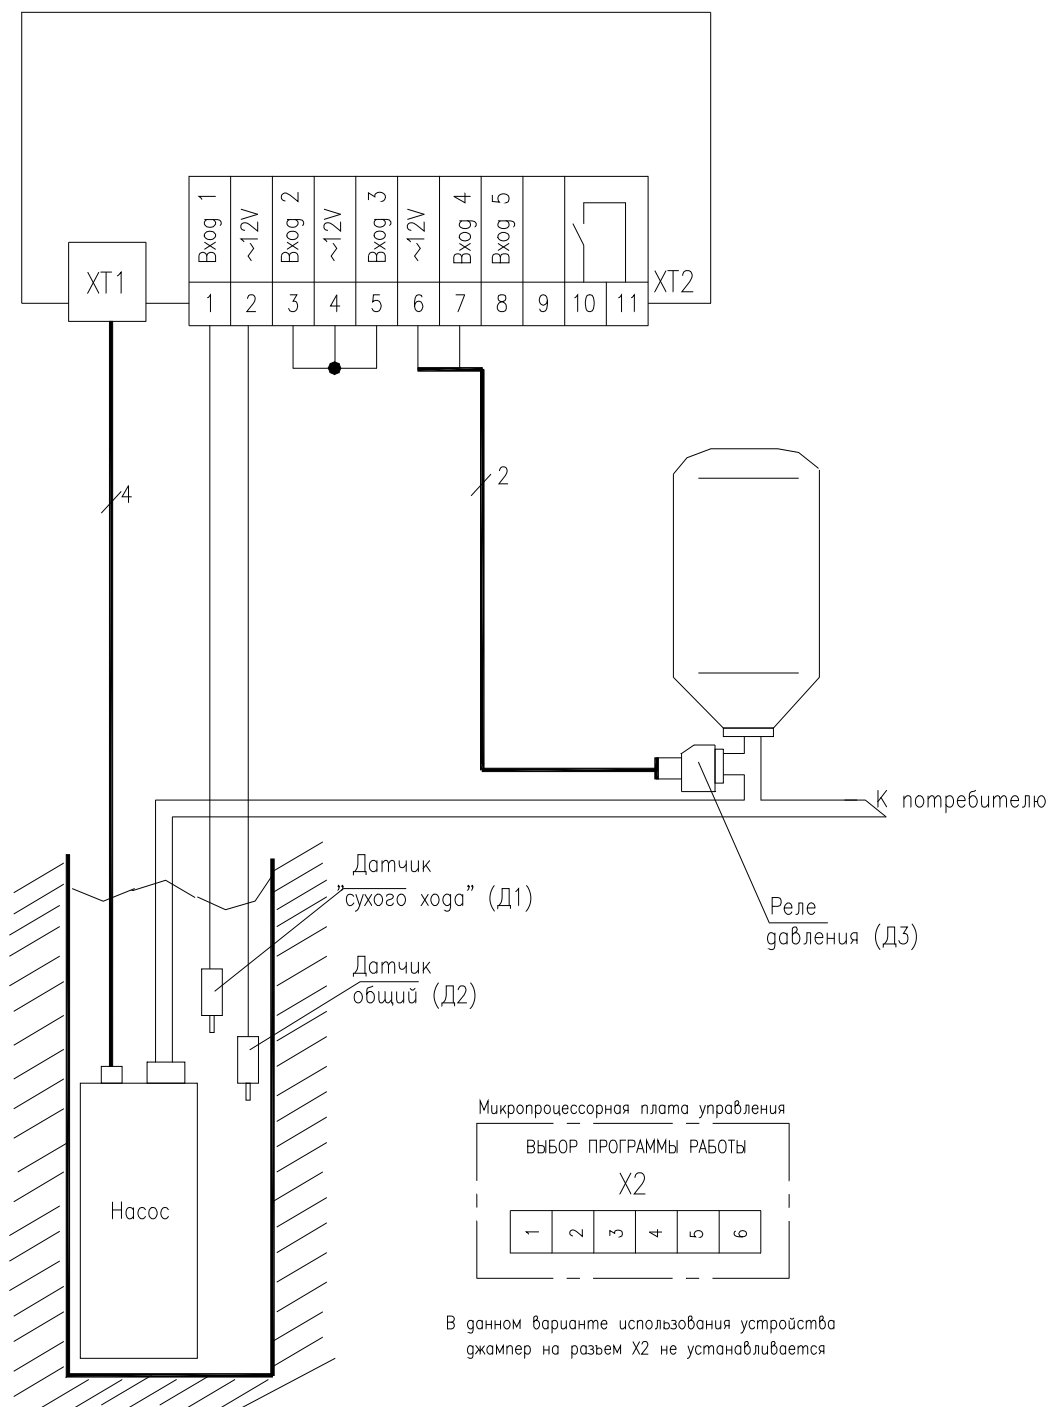 Вход 1
~12V
Вход 2
~12V
Вход 3
~12V
Вход 4
Вход 5
XT1
XT2
1 2 3 4 5 6 7 8 9 10 11
4
2
К потребителю
Датчик
"сухого хода" (Д1)
Реле
давления (Д3)
Датчик
общий (Д2)
Насос
Микропроцессорная плата управления
ВЫБОР ПРОГРАММЫ РАБОТЫ
X2
1 2 3 4 5 6
В данном варианте использования устройства
джампер на разъем X2 не устанавливается